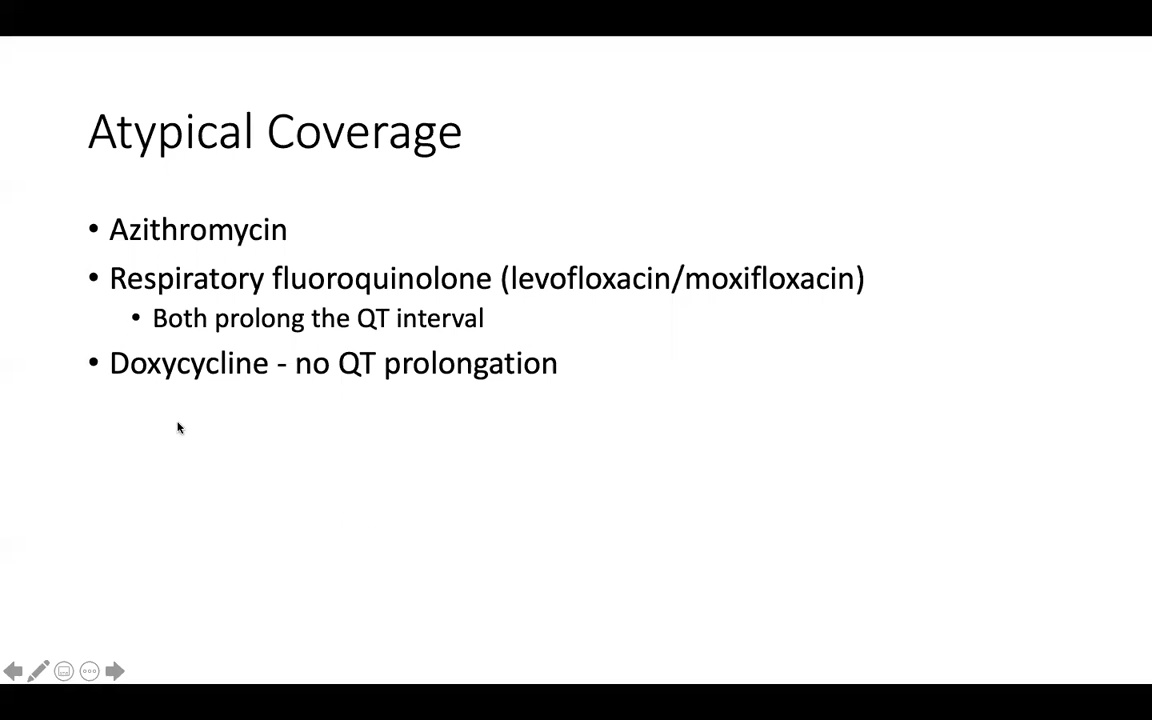 Atypical Coverage
• Azithromycin
• Respiratory fluoroquinolone (levofloxacin/moxifloxacin)
• Both prolong the QT interval
• Doxycycline - no QT prolongation